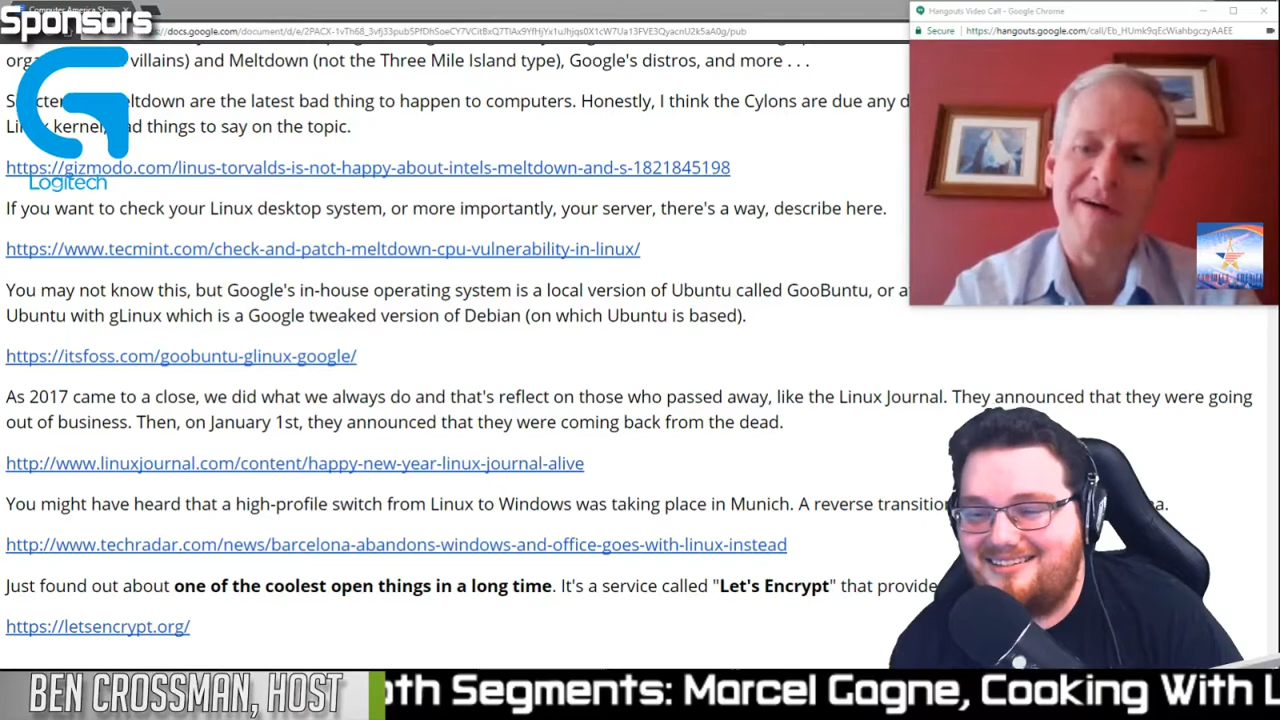 Computer America Sho
Sponsors
Hangouts Video Call - Google Chrome
docs.google.com/document/d/e/2PACX-1vTh68_3vfj33pub5PfDhSoeCY7VCitBxQ7TlAx9YfHjYx1uJhjqs0X1cW7Ua13FVE3QyacnU2k5aA0g/pub
Secure https://hangouts.google.com/call/Eb_HUmk9qEcWiahbgczyAAEE
villains) and Meltdown (not the Three Mile Island type), Google's distros, and more . . .
eltdown are the latest bad thing to happen to computers. Honestly, I think the Cylons are due any d
kernel, ad things to say on the topic.
https://gizmodo.com/linus-torvalds-is-not-happy-about-intels-meltdown-and-s-1821845198
Logitech
If you want to check your Linux desktop system, or more importantly, your server, there's a way, describe here.
https://www.tecmint.com/check-and-patch-meltdown-cpu-vulnerability-in-linux/
You may not know this, but Google's in-house operating system is a local version of Ubuntu called GooBuntu, or at
Ubuntu with gLinux which is a Google tweaked version of Debian (on which Ubuntu is based).
https://itsfoss.com/goobuntu-glinux-google/
As 2017 came to a close, we did what we always do and that's reflect on those who passed away, like the Linux Journal. They announced that they were going
out of business. Then, on January 1st, they announced that they were coming back from the dead.
http://www.linuxjournal.com/content/happy-new-year-linux-journal-alive
You might have heard that a high-profile switch from Linux to Windows was taking place in Munich. A reverse transition a.
http://www.techradar.com/news/barcelona-abandons-windows-and-office-goes-with-linux-instead
Just found out about one of the coolest open things in a long time. It's a service called "Let's Encrypt" that provide
https://letsencrypt.org/
BEN CROSSMAN, HOST
oth Segments: Marcel Gagne, Cooking With L